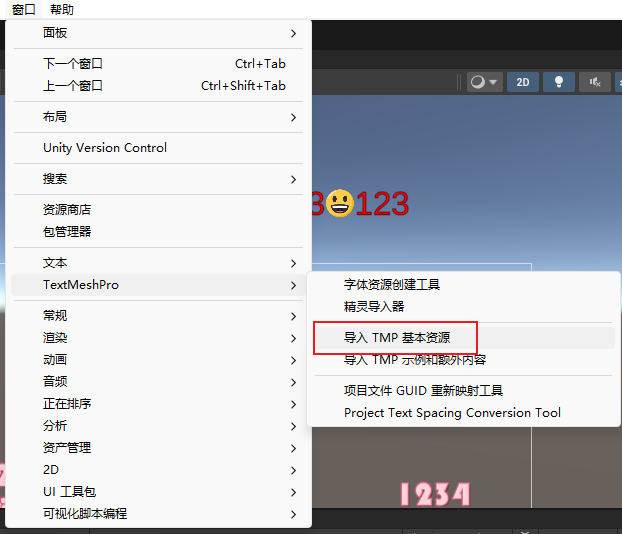 窗口 帮助
面板
下一个窗口 Ctrl+Tab
上一个窗口 Ctrl+Shift+Tab
布局
2D
Unity Version Control
搜索
资源商店
3😃123
包管理器
文本
TextMeshPro
字体资源创建工具
精灵导入器
导入 TMP 基本资源
导入 TMP 示例和额外内容
项目文件 GUID 重新映射工具
Project Text Spacing Conversion Tool
常规
渲染
动画
音频
正在排序
分析
资产管理
2D
UI 工具包
可视化脚本编程
1234